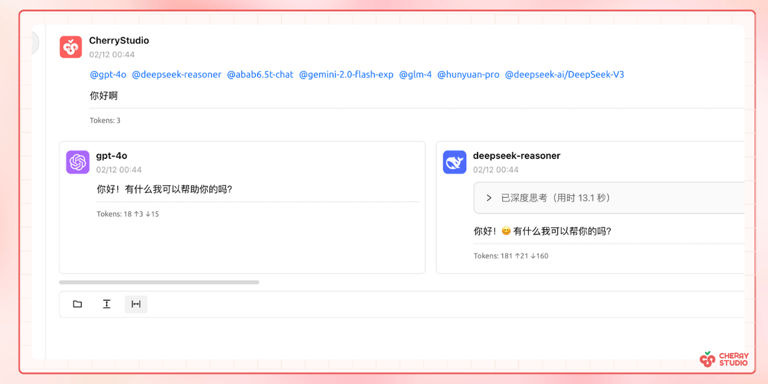 CherryStudio
02/12 00:44
@gpt-4o @deepseek-reasoner @abab6.5t-chat @gemini-2.0-flash-exp @glm-4 @hunyuan-pro @deepseek-ai/DeepSeek-V3
你好啊
Tokens: 3
gpt-4o
02/12 00:44
你好！有什么我可以帮助你的吗?
Tokens: 18 ↑3 ↓15
deepseek-reasoner
02/12 00:44
已深度思考（用时 13.1 秒）
你好！😊 有什么我可以帮你的吗?
Tokens: 181 ↑21 ↓160
CHERRY
STUDIO